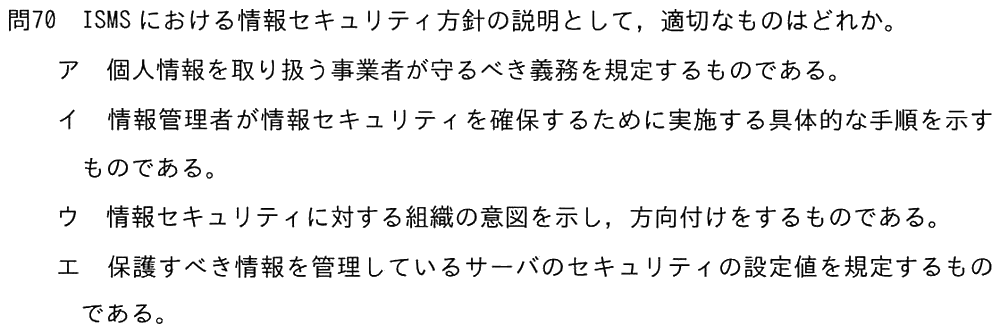 問70 ISMSにおける情報セキュリティ方針の説明として，適切なものはどれか。
ア 個人情報を取り扱う事業者が守るべき義務を規定するものである。
イ 情報管理者が情報セキュリティを確保するために実施する具体的な手順を示す
ものである。
ウ 情報セキュリティに対する組織の意図を示し，方向付けをするものである。
エ 保護すべき情報を管理しているサーバのセキュリティの設定値を規定するもの
である。